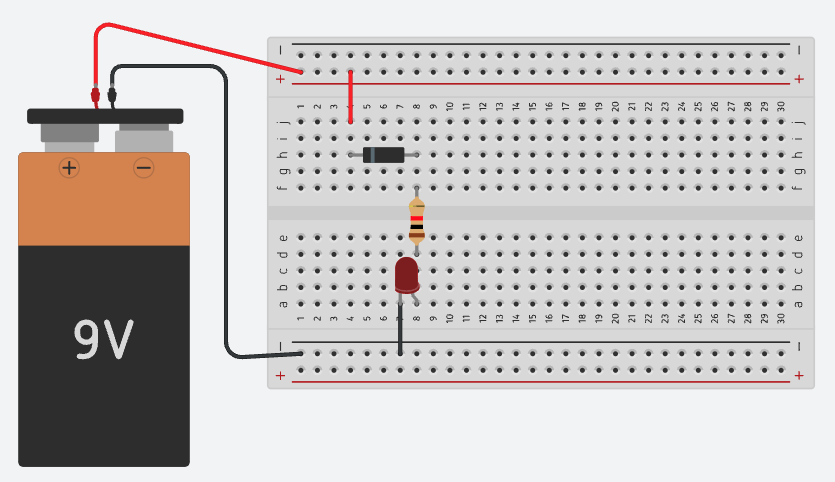 − −
+ +
1 2 3 4 5 6 7 8 9 10 11 12 13 14 15 16 17 18 19 20 21 22 23 24 25 26 27 28 29 30
j j
i i
h h
g g
f f
+ −
e e
d d
c c
b b
a a
1 2 3 4 5 6 7 8 9 10 11 12 13 14 15 16 17 18 19 20 21 22 23 24 25 26 27 28 29 30
9V
− −
+ +